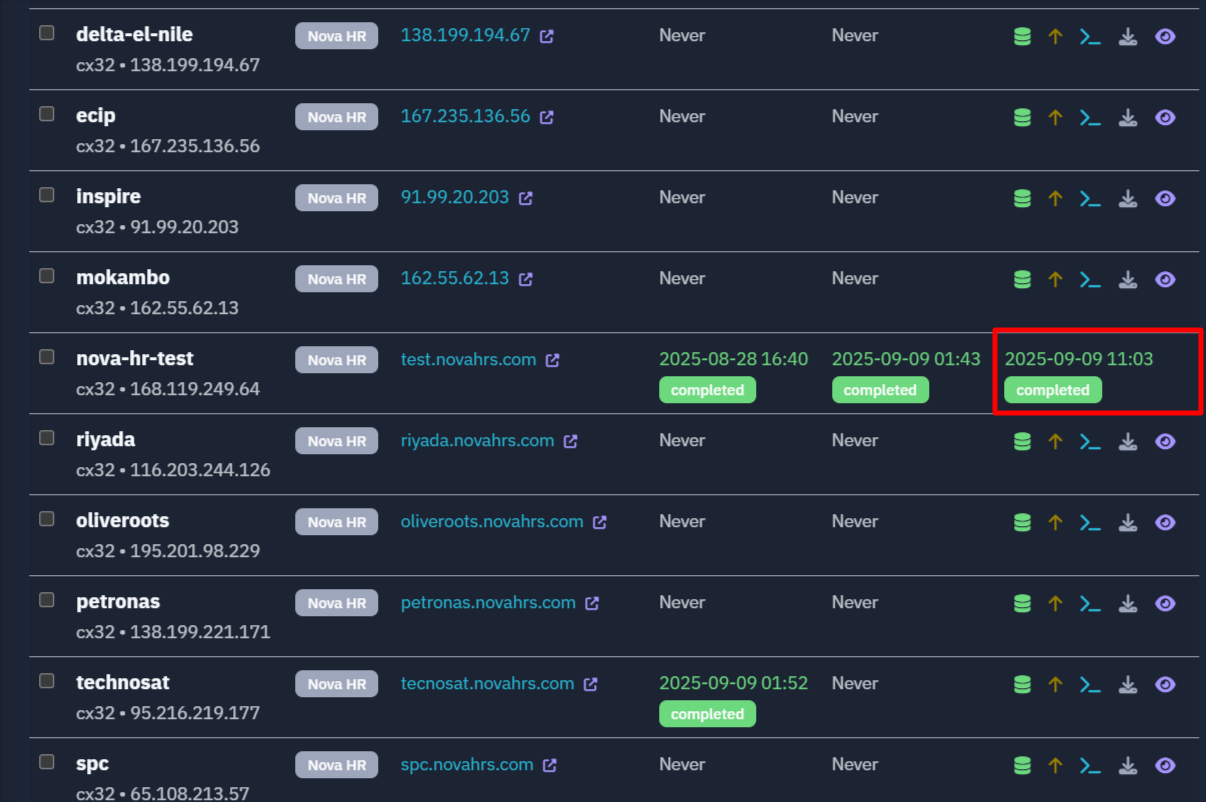 delta-el-nile Nova HR 138.199.194.67 Never Never
cx32 • 138.199.194.67
ecip Nova HR 167.235.136.56 Never Never
cx32 • 167.235.136.56
inspire Nova HR 91.99.20.203 Never Never
cx32 • 91.99.20.203
mokambo Nova HR 162.55.62.13 Never Never
cx32 • 162.55.62.13
nova-hr-test Nova HR test.novahrs.com 2025-08-28 16:40 2025-09-09 01:43 2025-09-09 11:03
cx32 • 168.119.249.64 completed completed completed
riyada Nova HR riyada.novahrs.com Never Never
cx32 • 116.203.244.126
oliveroots Nova HR oliveroots.novahrs.com Never Never
cx32 • 195.201.98.229
petronas Nova HR petronas.novahrs.com Never Never
cx32 • 138.199.221.171
technosat Nova HR tecnosat.novahrs.com 2025-09-09 01:52 Never
cx32 • 95.216.219.177 completed
spc Nova HR spc.novahrs.com Never Never
cx32 • 65.108.213.57